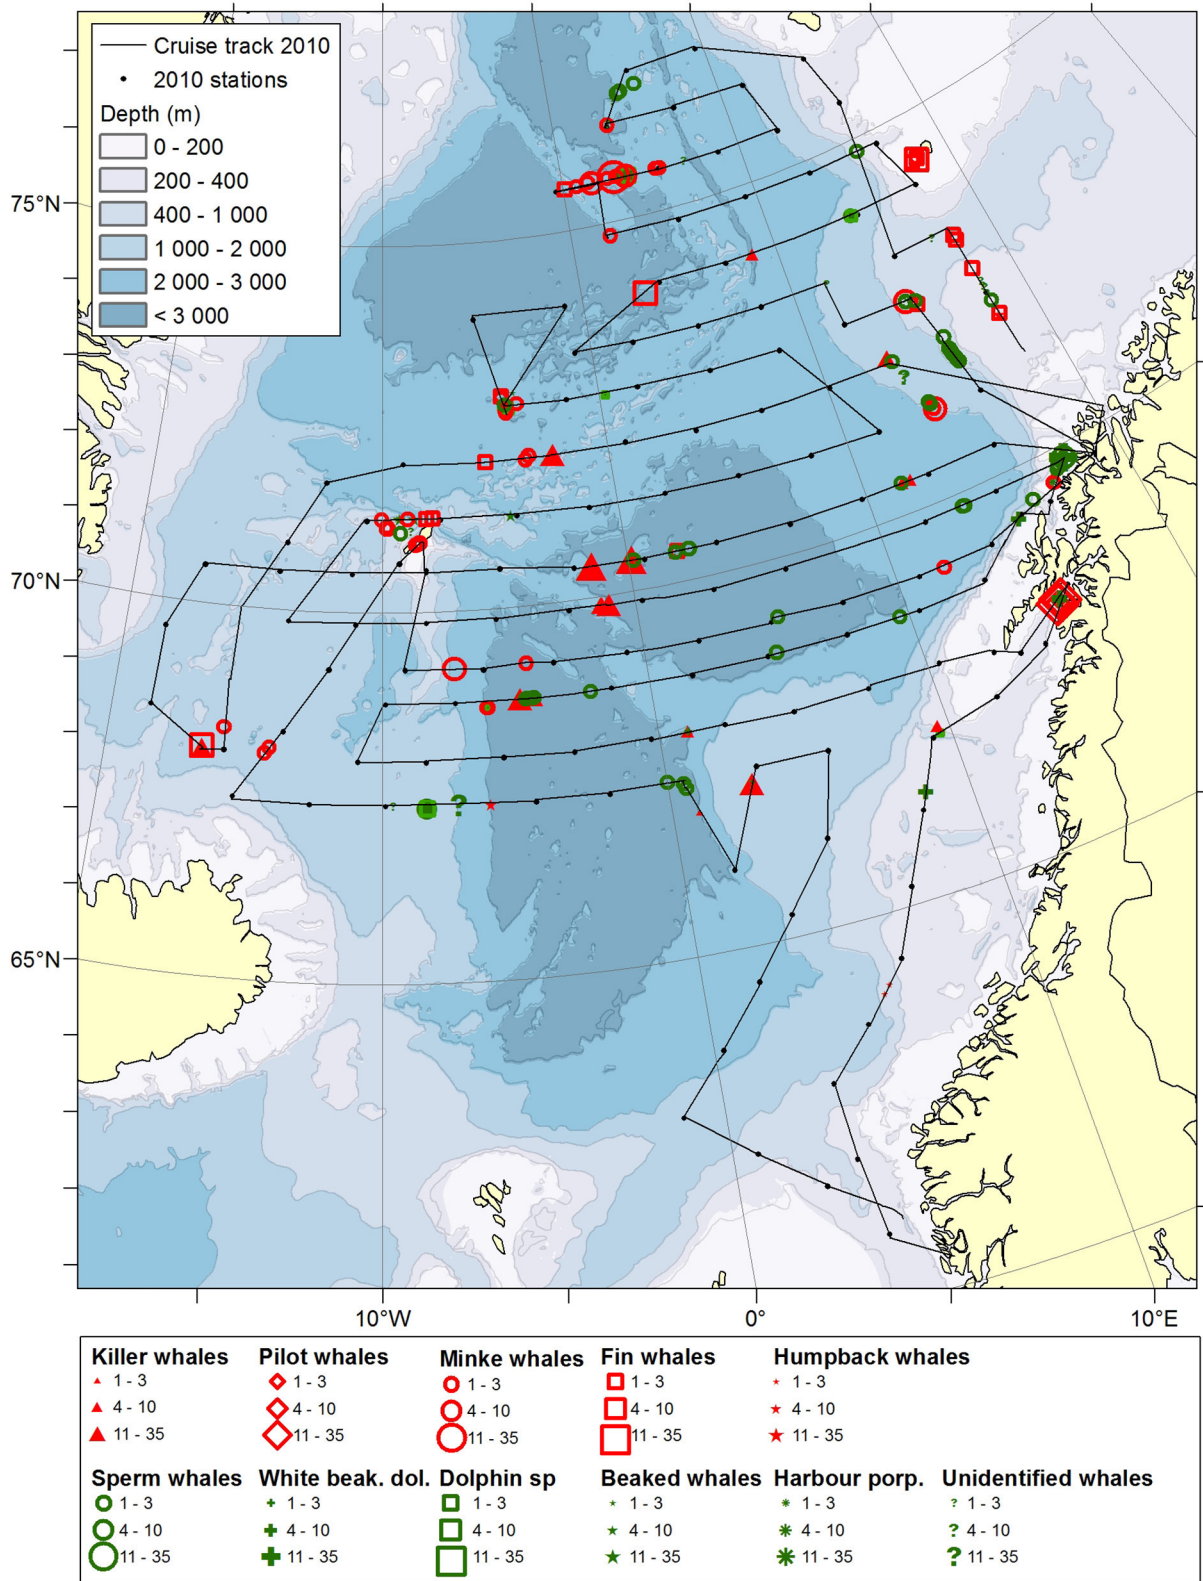 Cruise track 2010
2010 stations
Depth (m)
0 - 200
200 - 400
400 - 1 000
1 000 - 2 000
2 000 - 3 000
< 3 000
75°N
?
?
?
?
?
?
70°N
?
?
65°N
10°W
0°
10°E
Killer whales Pilot whales Minke whales Fin whales Humpback whales
1 - 3 1 - 3 1 - 3 1 - 3 1 - 3
4 - 10 4 - 10 4 - 10 4 - 10 4 - 10
11 - 35 11 - 35 11 - 35 11 - 35 11 - 35
Sperm whales White beak. dol. Dolphin sp Beaked whales Harbour porp. Unidentified whales
1 - 3 1 - 3 1 - 3 1 - 3 1 - 3 ? 1 - 3
4 - 10 4 - 10 4 - 10 4 - 10 4 - 10 ? 4 - 10
11 - 35 11 - 35 11 - 35 11 - 35 11 - 35 ? 11 - 35